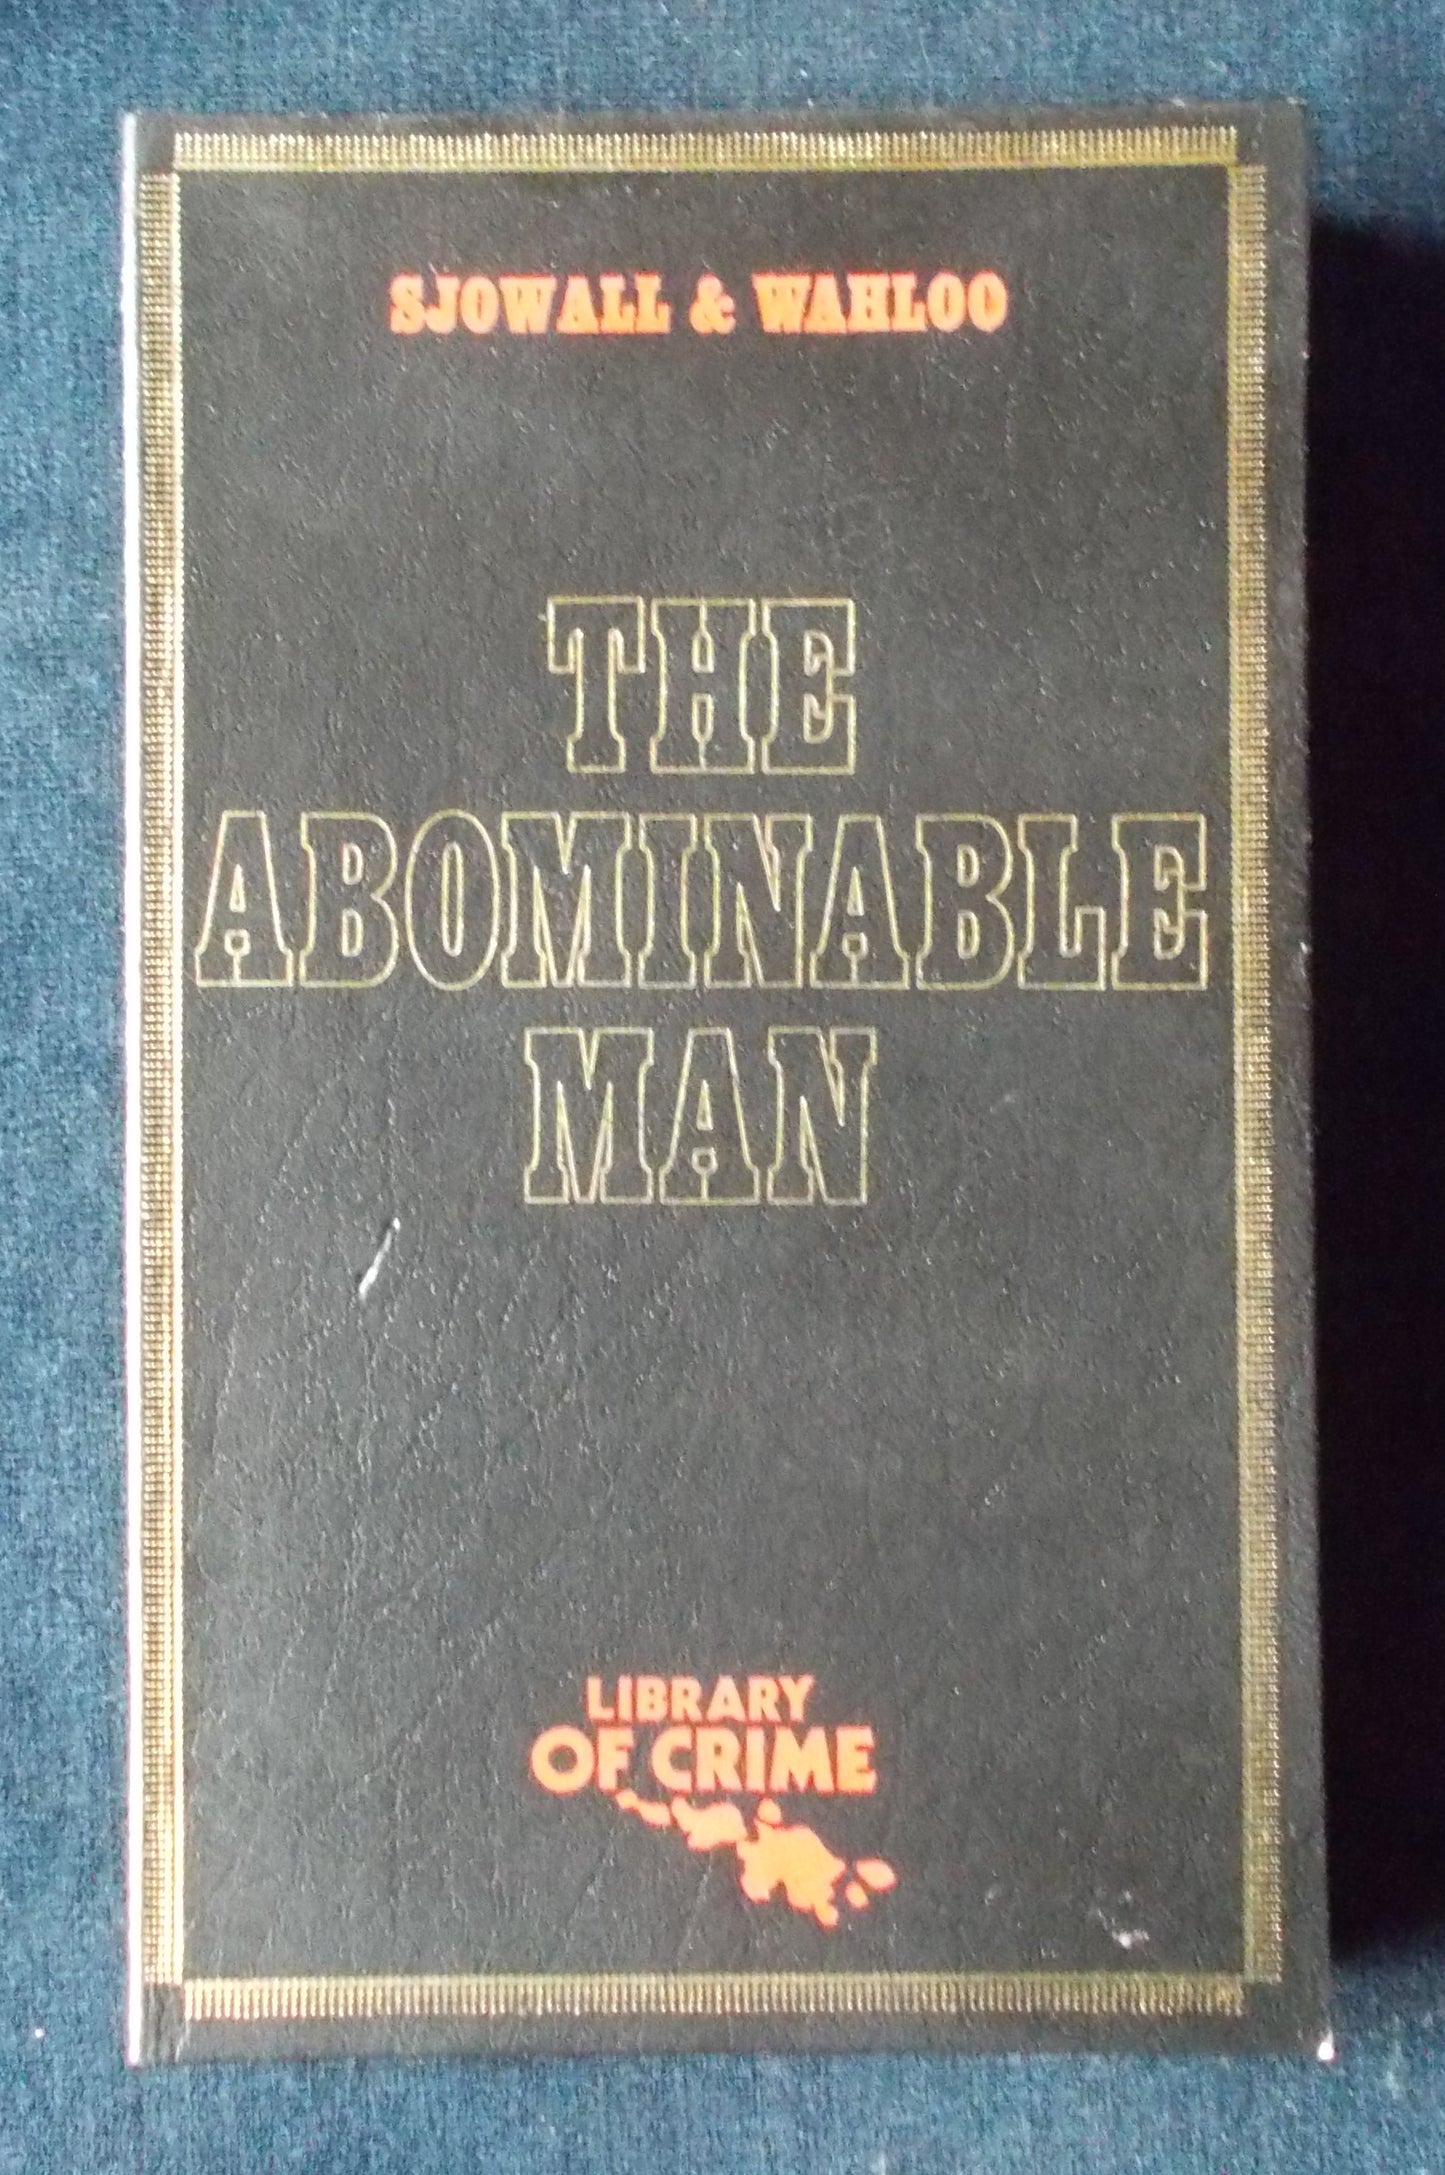 SJOWALL & WAHLOO
THE
ABOMINABLE
MAN
LIBRARY
OF CRIME